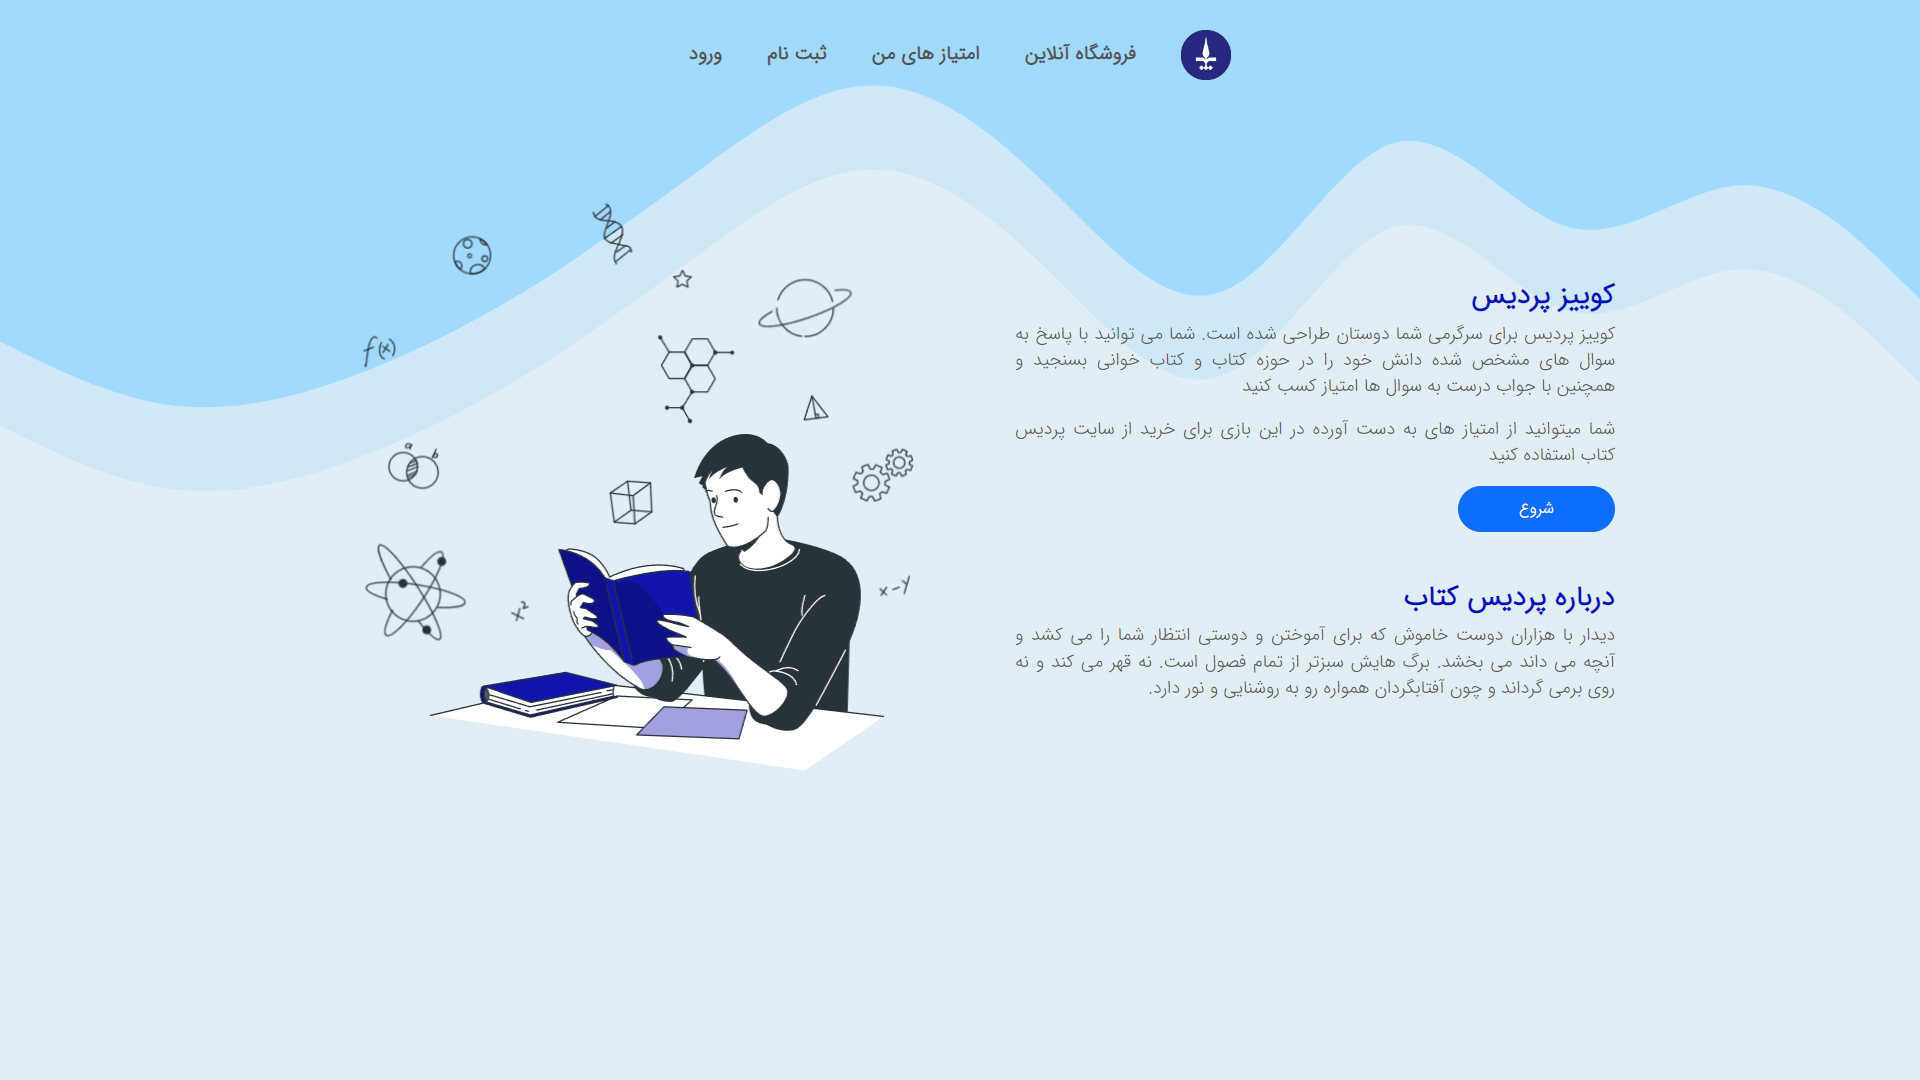 فروشگاه آنلاین
امتیاز های من
ثبت نام
ورود
کوییز پردیس
کوییز پردیس برای سرگرمی شما دوستان طراحی شده است. شما می توانید با پاسخ به
سوال های مشخص شده دانش خود را در حوزه کتاب و کتاب خوانی بسنجید و
همچنین با جواب درست به سوال ها امتیاز کسب کنید
شما میتوانید از امتیاز های به دست آورده در این بازی برای خرید از سایت پردیس
کتاب استفاده کنید
شروع
درباره پردیس کتاب
دیدار با هزاران دوست خاموش که برای آموختن و دوستی انتظار شما را می کشد و
آنچه می داند می بخشد. برگ هایش سبزتر از تمام فصول است. نه قهر می کند و نه
روی برمی گرداند و چون آفتابگردان همواره رو به روشنایی و نور دارد.
f(x)
a
b
x²
x-y